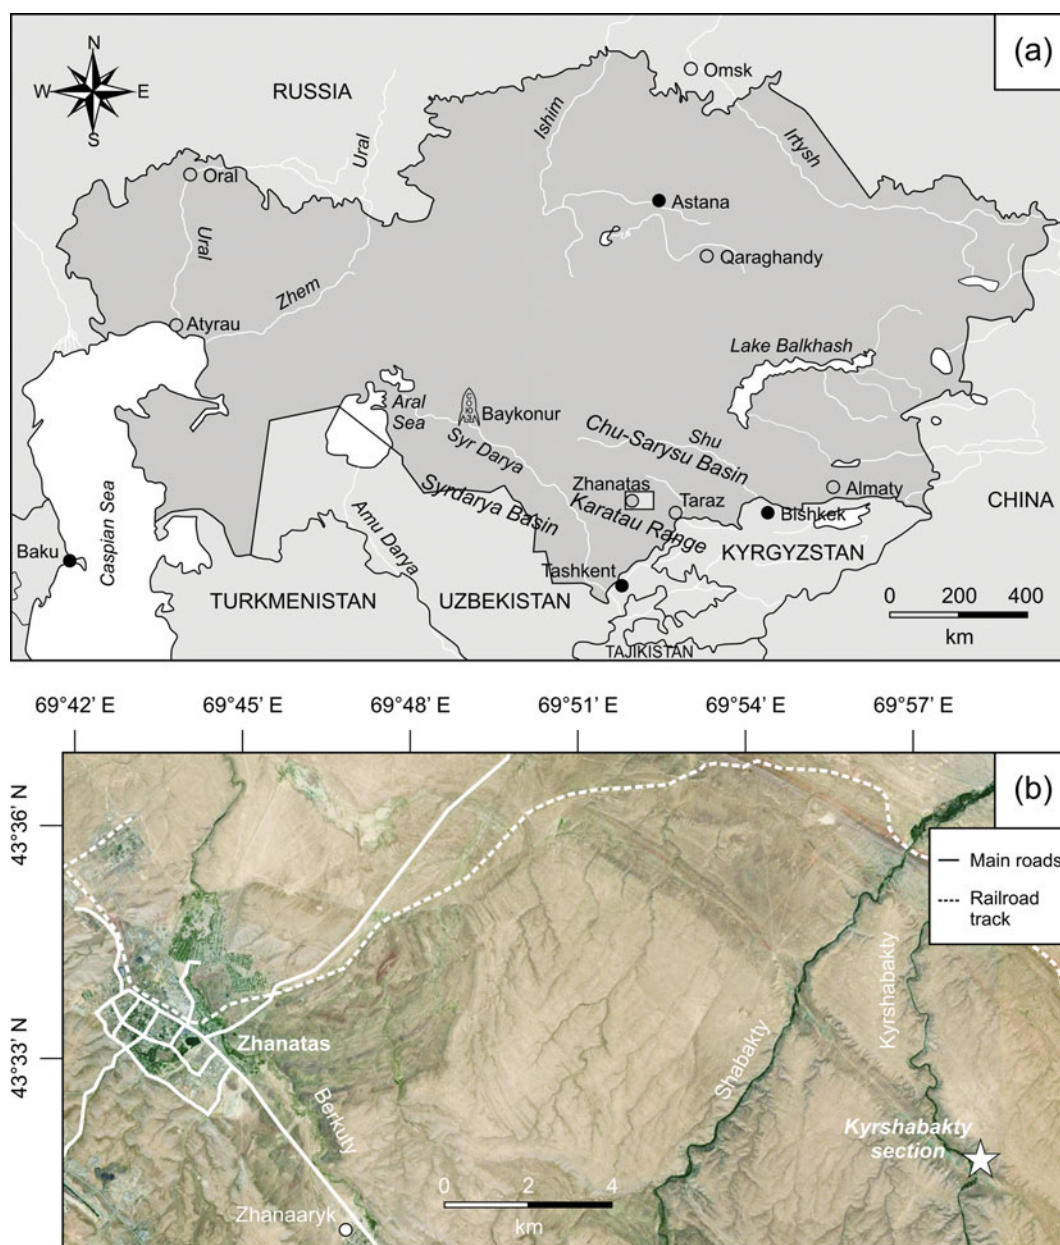 (a)
N
W E
S
RUSSIA
Omsk
Ishim
Irtysh
Ural
Oral
Astana
Ural
Qaraghandy
Zhem
Atyrau
Lake Balkhash
Aral
Sea
Baykonur
Syr Darya
Shu
Chu-Sarysu Basin
Zhanatas
Almaty
Syrdarya Basin
Karatau Range
Taraz
CHINA
Bishkek
Caspian Sea
Baku
Amu Darya
KYRGYZSTAN
Tashkent
TURKMENISTAN
UZBEKISTAN
0 200 400
km
TAJIKISTAN
69°42’ E
69°45’ E
69°48’ E
69°51’ E
69°54’ E
69°57’ E
(b)
43°36’ N
Main roads
Railroad
track
Kyrshabakty
43°33’ N
Zhanatas
Shabakty
Berkuty
Kyrshabakty
section
0 2 4
km
Zhanaaryk